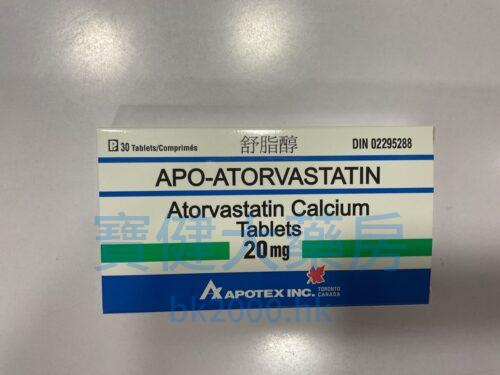 P 30 Tablets/Comprimés 舒脂醇 DIN 02295288
APO-ATORVASTATIN
Atorvastatin Calcium
Tablets
20mg
寶健大藥房
APOTEX INC. TORONTO
CANADA
bk2000.hk